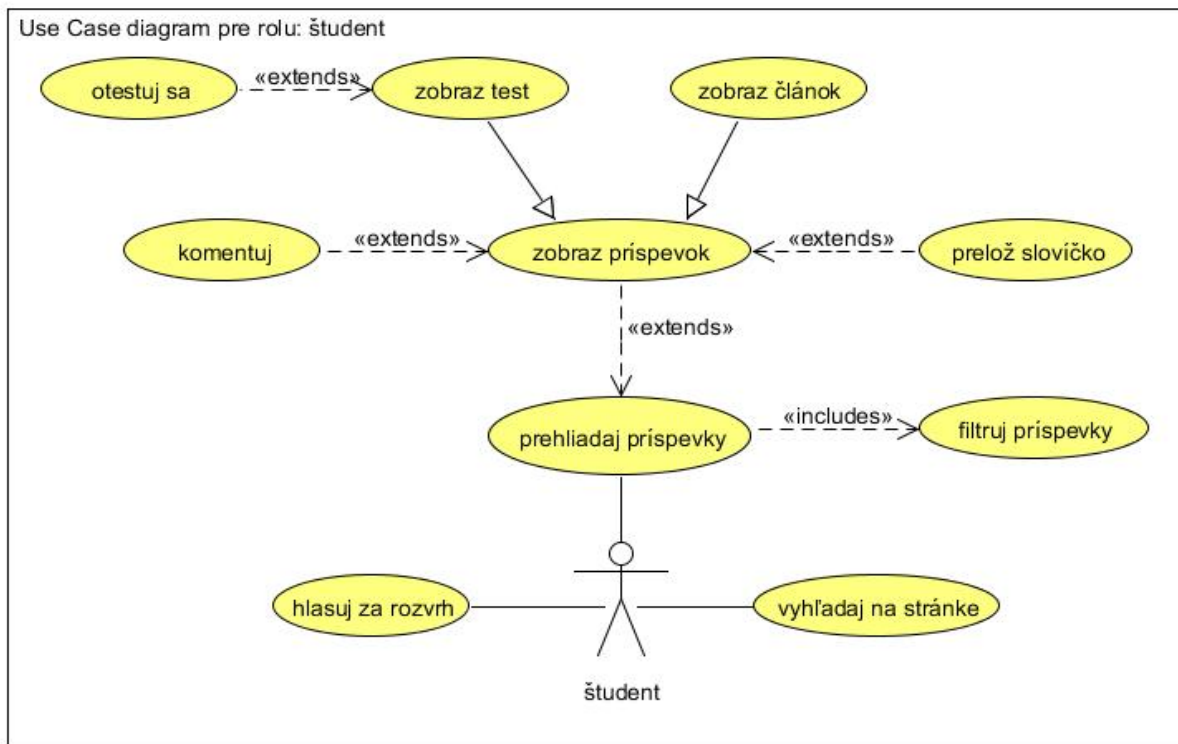 Use Case diagram pre rolu: študent
otestuj sa
«extends»
zobraz test
zobraz článok
komentuj
«extends»
zobraz príspevok
«extends»
prelož slovíčko
«extends»
prehliadaj príspevky
«includes»
filtruj príspevky
hlasuj za rozvrh
vyhľadaj na stránke
študent